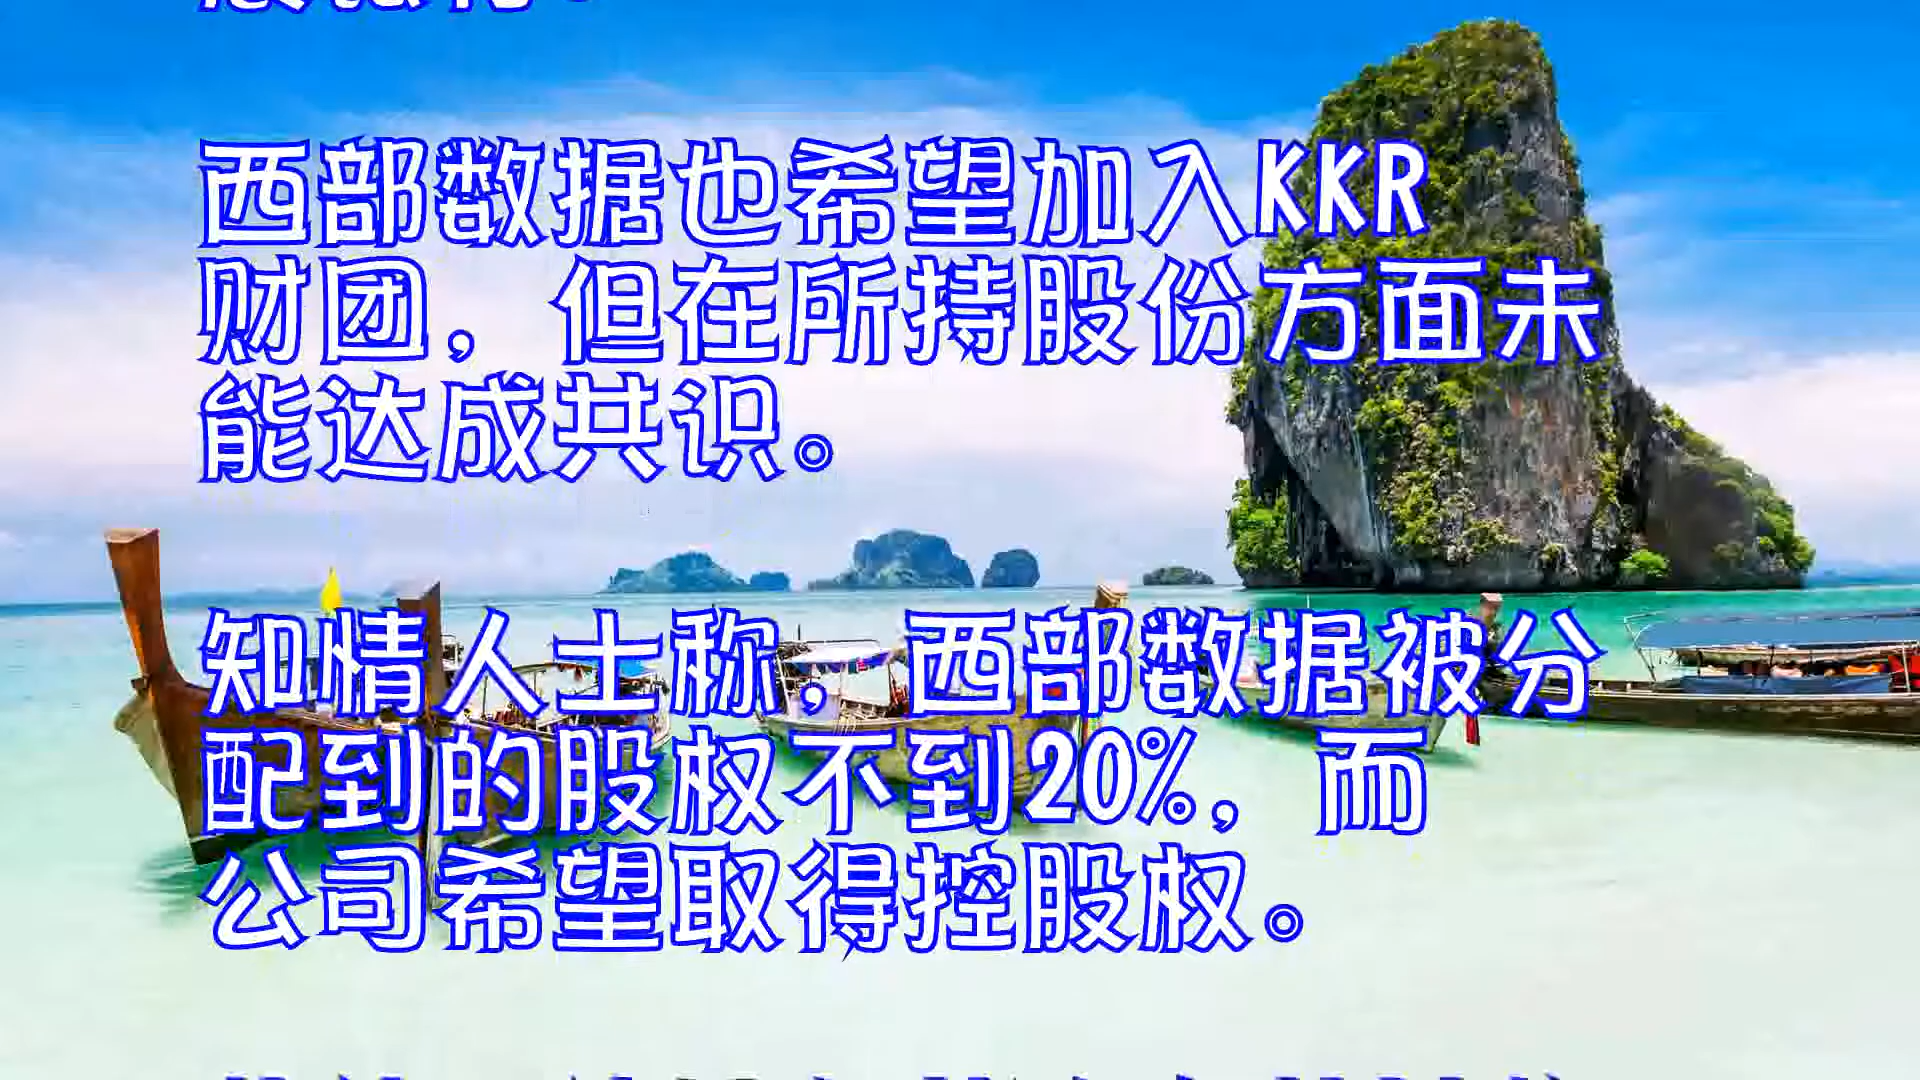 西部数据也希望加入KKR
财团，但在所持股份方面未
能达成共识。
知情人士称，西部数据被分
配到的股权不到20%，而
公司希望取得控股权。